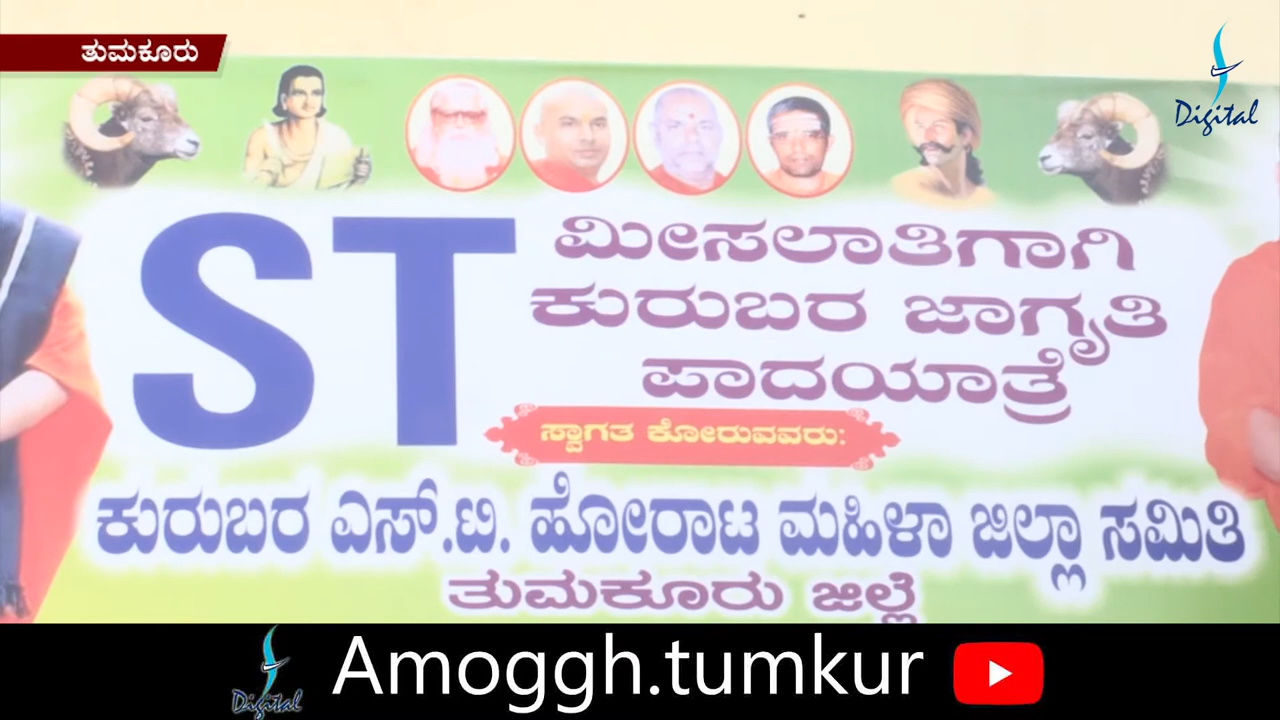 ತುಮಕೂರು
Digital
ST
ಮೀಸಲಾತಿಗಾಗಿ
ಕುರುಬರ ಜಾಗೃತಿ
ಪಾದಯಾತ್ರೆ
ಸ್ವಾಗತ ಕೋರುವವರು:
ಕುರುಬರ ಎಸ್.ಟಿ. ಹೋರಾಟ ಮಹಿಳಾ ಜಿಲ್ಲಾ ಸಮಿತಿ
ತುಮಕೂರು ಜಿಲ್ಲೆ
Digital
Amoggh.tumkur